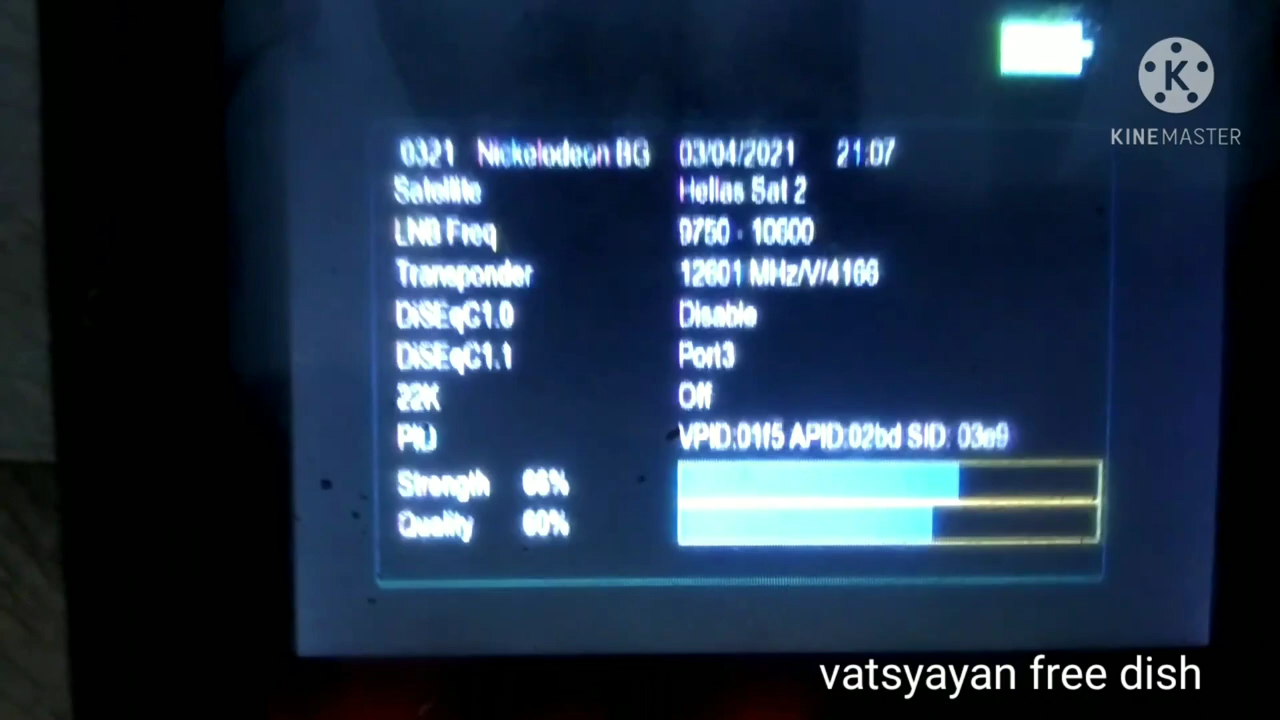 KINEMASTER
0321 Nickelodeon BG 03/04/2021 21:07
Satellite Hellas Sat 2
LNB Freq 9750 - 10600
Transponder 12601 MHz/V/4166
DiSEqC1.0 Disable
DiSEqC1.1 Port3
22K Off
PID VPID:01f5 APID:02bd SID: 03e9
Strength 66%
Quality 60%
vatsyayan free dish